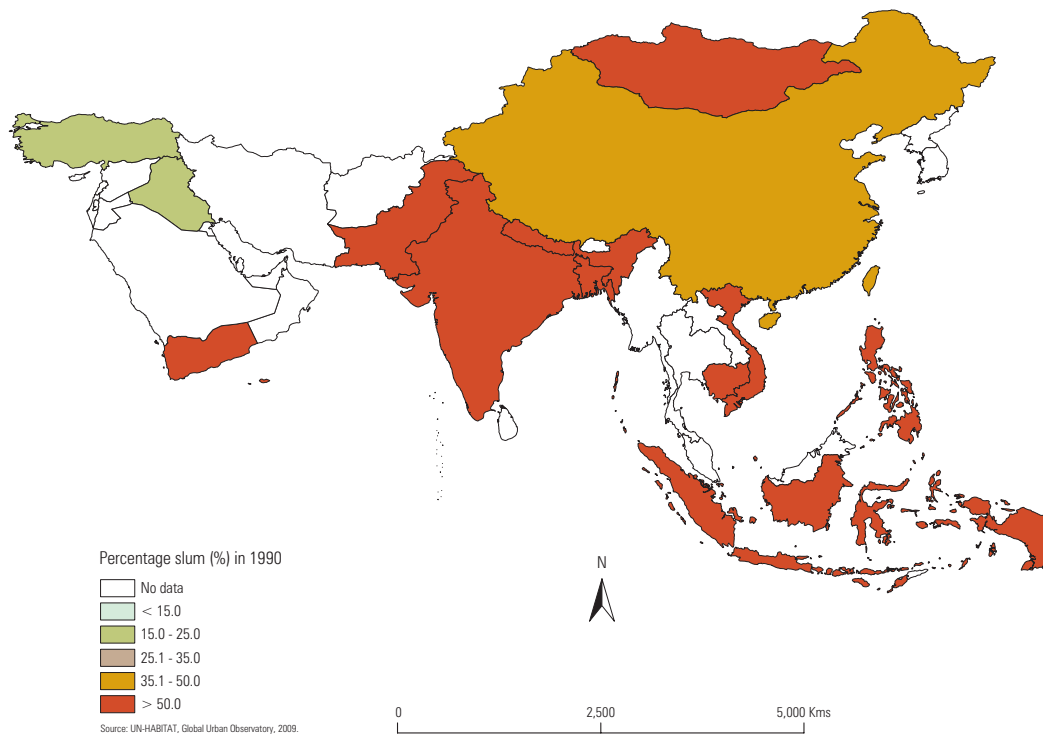 Percentage slum (%) in 1990
No data
< 15.0
15.0 - 25.0
25.1 - 35.0
35.1 - 50.0
> 50.0
Source: UN-HABITAT, Global Urban Observatory, 2009.
N
0 2,500 5,000 Kms